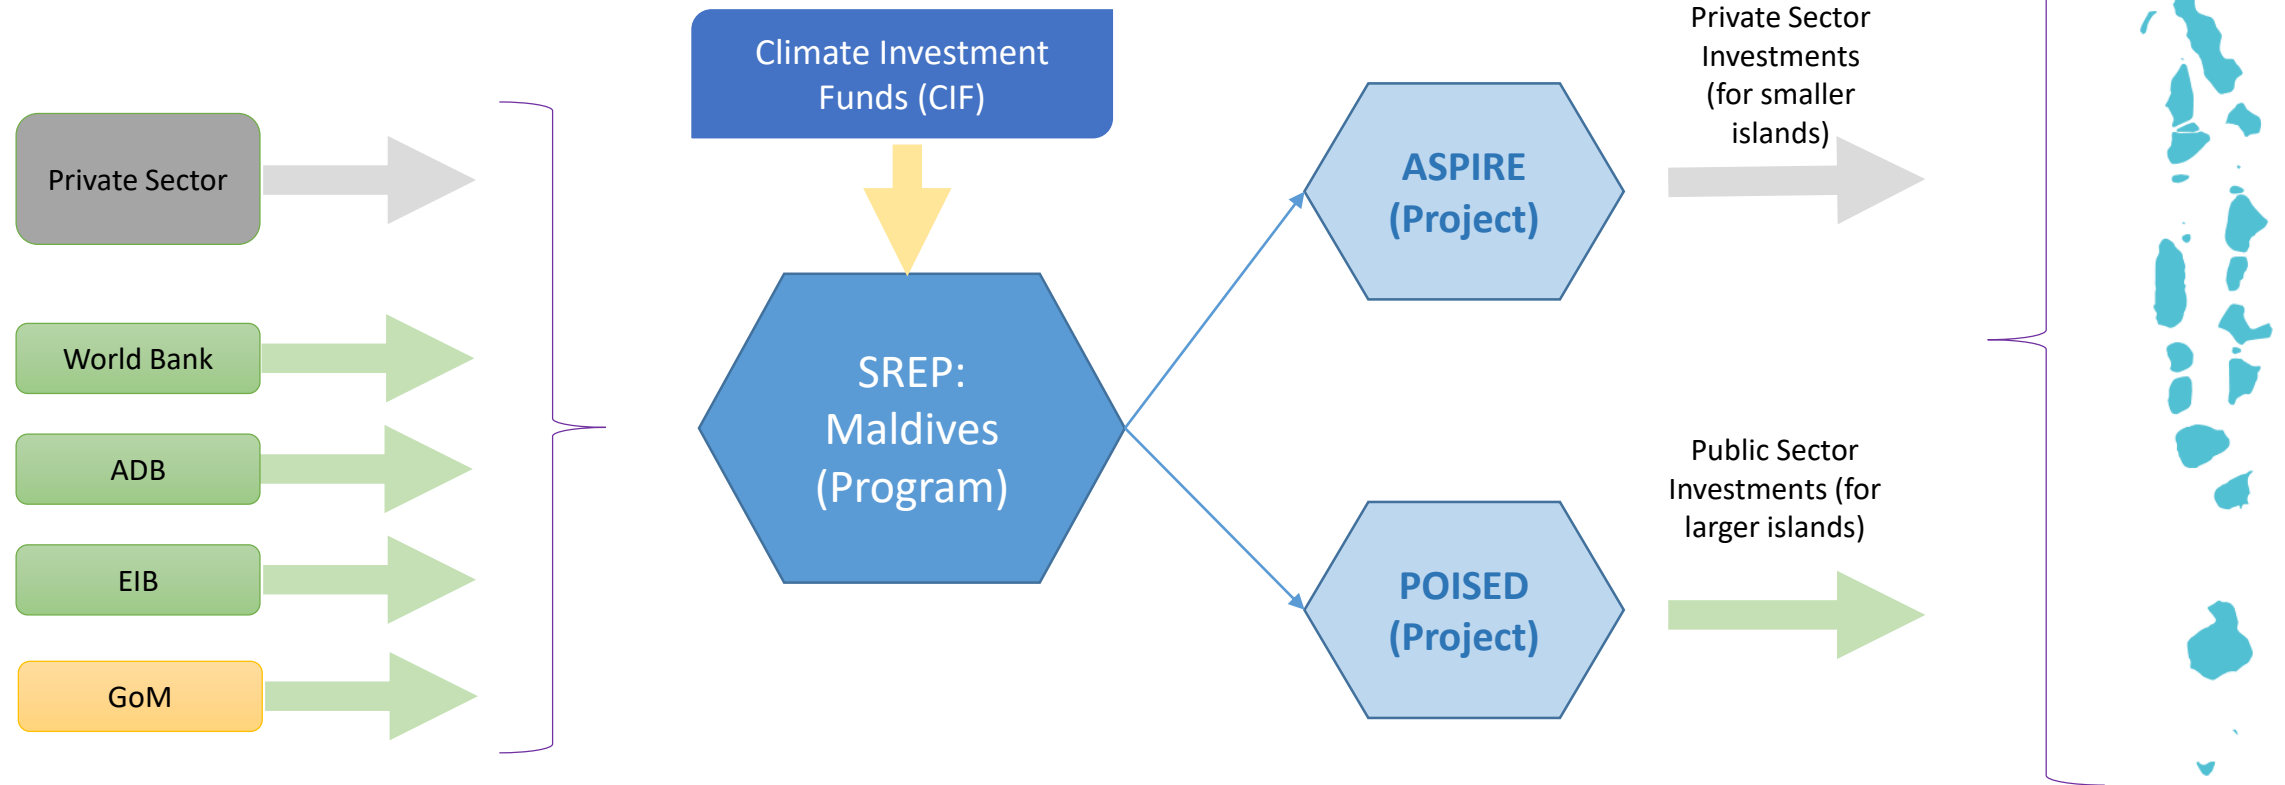 Climate Investment
Funds (CIF)
Private Sector
World Bank
ADB
EIB
GoM
SREP:
Maldives
(Program)
ASPIRE
(Project)
POISED
(Project)
Private Sector
Investments
(for smaller
islands)
Public Sector
Investments (for
larger islands)